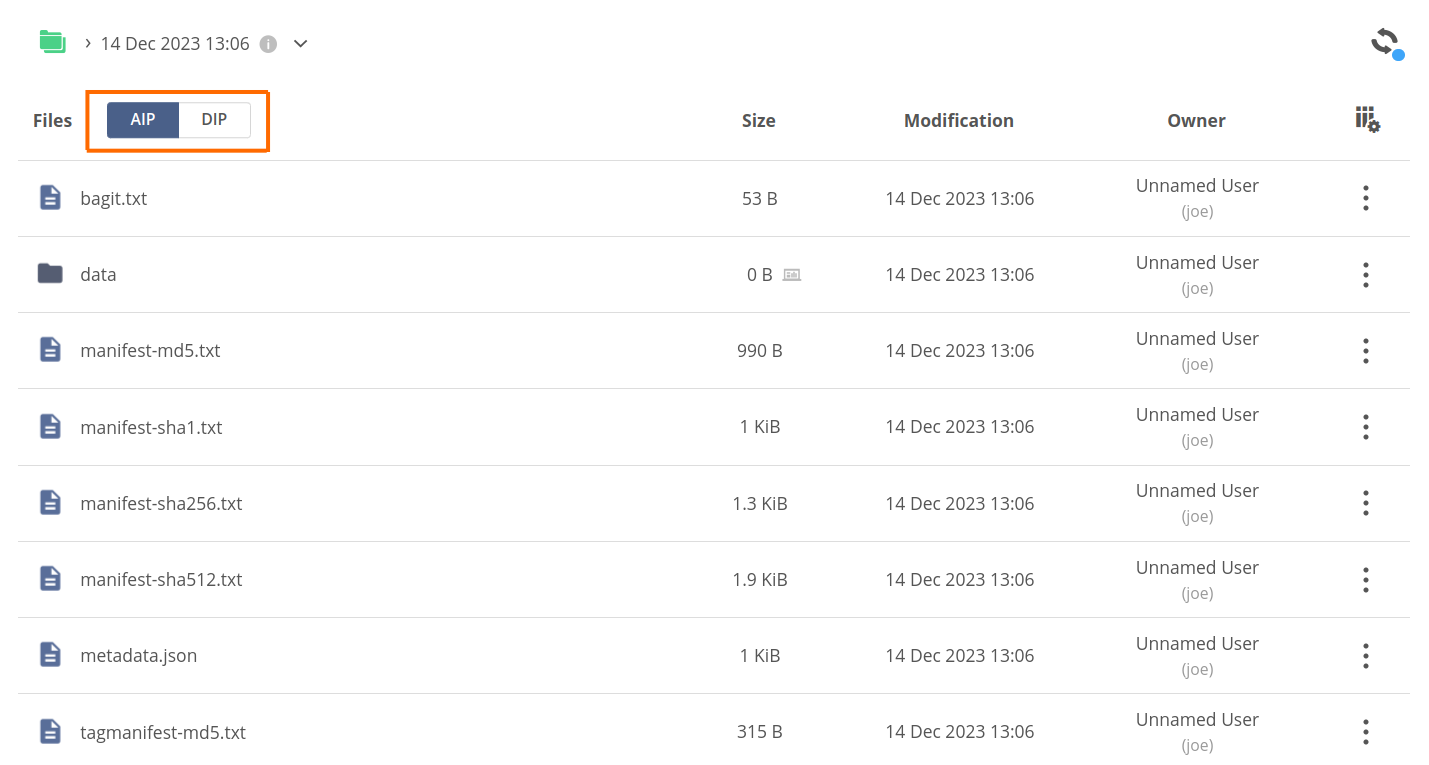 › 14 Dec 2023 13:06
Files AIP DIP Size Modification Owner
bagit.txt 53 B 14 Dec 2023 13:06 Unnamed User
(joe)
data 0 B 14 Dec 2023 13:06 Unnamed User
(joe)
manifest-md5.txt 990 B 14 Dec 2023 13:06 Unnamed User
(joe)
manifest-sha1.txt 1 KiB 14 Dec 2023 13:06 Unnamed User
(joe)
manifest-sha256.txt 1.3 KiB 14 Dec 2023 13:06 Unnamed User
(joe)
manifest-sha512.txt 1.9 KiB 14 Dec 2023 13:06 Unnamed User
(joe)
metadata.json 1 KiB 14 Dec 2023 13:06 Unnamed User
(joe)
tagmanifest-md5.txt 315 B 14 Dec 2023 13:06 Unnamed User
(joe)